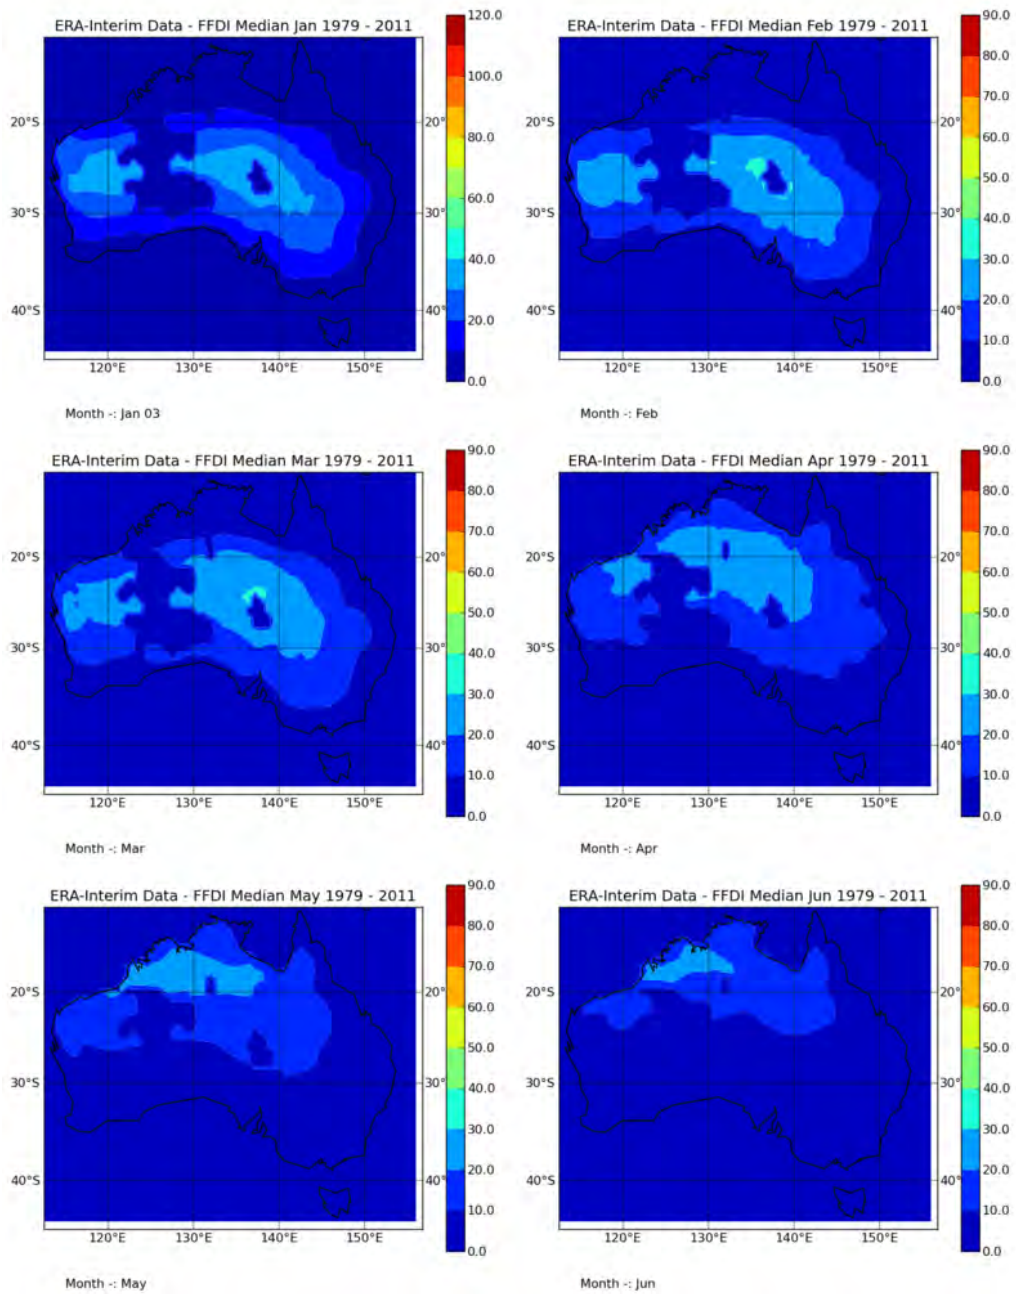 ERA-Interim Data - FFDI Median Jan 1979 - 2011
120.0
100.0
80.0
60.0
40.0
20.0
0.0
20°S
30°S
40°S
20°
30°
40°
120°E 130°E 140°E 150°E
Month -: Jan 03
ERA-Interim Data - FFDI Median Feb 1979 - 2011
90.0
80.0
70.0
60.0
50.0
40.0
30.0
20.0
10.0
0.0
20°S
30°S
40°S
20°
30°
40°
120°E 130°E 140°E 150°E
Month -: Feb
ERA-Interim Data - FFDI Median Mar 1979 - 2011
90.0
80.0
70.0
60.0
50.0
40.0
30.0
20.0
10.0
0.0
20°S
30°S
40°S
20°
30°
40°
120°E 130°E 140°E 150°E
Month -: Mar
ERA-Interim Data - FFDI Median Apr 1979 - 2011
90.0
80.0
70.0
60.0
50.0
40.0
30.0
20.0
10.0
0.0
20°S
30°S
40°S
20°
30°
40°
120°E 130°E 140°E 150°E
Month -: Apr
ERA-Interim Data - FFDI Median May 1979 - 2011
90.0
80.0
70.0
60.0
50.0
40.0
30.0
20.0
10.0
0.0
20°S
30°S
40°S
20°
30°
40°
120°E 130°E 140°E 150°E
Month -: May
ERA-Interim Data - FFDI Median Jun 1979 - 2011
90.0
80.0
70.0
60.0
50.0
40.0
30.0
20.0
10.0
0.0
20°S
30°S
40°S
20°
30°
40°
120°E 130°E 140°E 150°E
Month -: Jun